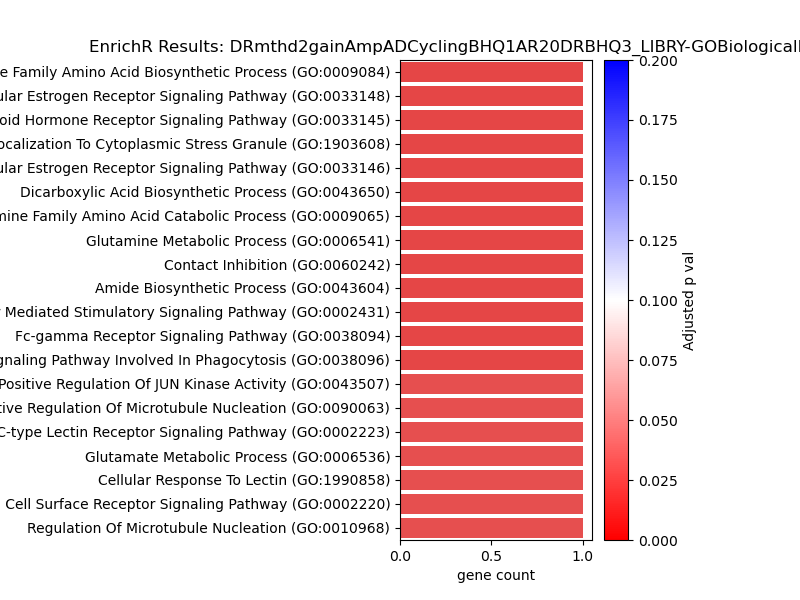 EnrichR Results: DRmthd2gainAmpADCyclingBHQ1AR20DRBHQ3_LIBRY-GOBiological
e Family Amino Acid Biosynthetic Process (GO:0009084)
ular Estrogen Receptor Signaling Pathway (GO:0033148)
oid Hormone Receptor Signaling Pathway (GO:0033145)
ocalization To Cytoplasmic Stress Granule (GO:1903608)
ular Estrogen Receptor Signaling Pathway (GO:0033146)
Dicarboxylic Acid Biosynthetic Process (GO:0043650)
mine Family Amino Acid Catabolic Process (GO:0009065)
Glutamine Metabolic Process (GO:0006541)
Contact Inhibition (GO:0060242)
Amide Biosynthetic Process (GO:0043604)
r Mediated Stimulatory Signaling Pathway (GO:0002431)
Fc-gamma Receptor Signaling Pathway (GO:0038094)
gnaling Pathway Involved In Phagocytosis (GO:0038096)
Positive Regulation Of JUN Kinase Activity (GO:0043507)
tive Regulation Of Microtubule Nucleation (GO:0090063)
C-type Lectin Receptor Signaling Pathway (GO:0002223)
Glutamate Metabolic Process (GO:0006536)
Cellular Response To Lectin (GO:1990858)
Cell Surface Receptor Signaling Pathway (GO:0002220)
Regulation Of Microtubule Nucleation (GO:0010968)
0.0 0.5 1.0
gene count
0.200
0.175
0.150
0.125
0.100
0.075
0.050
0.025
0.000
Adjusted p val